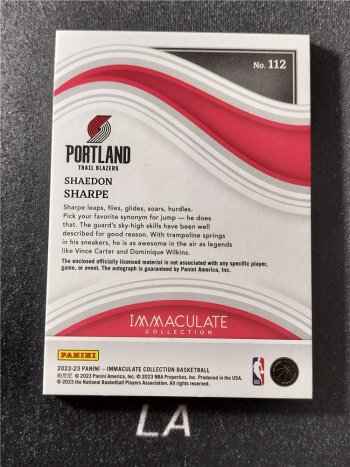 No. 112
PORTLAND
TRAIL BLAZERS
SHAEDON
SHARPE
Sharpe leaps, flies, glides, soars, hurdles.
Pick your favorite synonym for jump — he does
that. The guard's sky-high skills have been well
described for good reason. With trampoline springs
in his sneakers, he is as awesome in the air as legends
like Vince Carter and Dominique Wilkins.
The enclosed officially licensed material is not associated with any specific player,
game, or event. The autograph is guaranteed by Panini America, Inc.
IMMACULATE
COLLECTION
PANINI
2022-23 PANINI – IMMACULATE COLLECTION BASKETBALL
帕尼尼 © 2023 Panini America, Inc. © 2023 NBA Properties, Inc. Produced in the USA.
© 2023 the National Basketball Players Association. All rights reserved.
NBA
LA